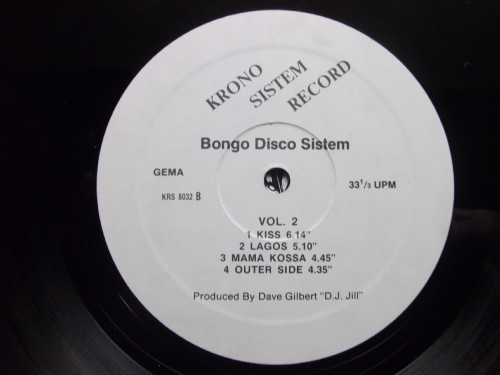 KRONO
SISTEM
RECORD
Bongo Disco Sistem
GEMA
33¹/₃ UPM
KRS 8032 B
VOL. 2
1 KISS 6.14"
2 LAGOS 5.10"
3 MAMA KOSSA 4.45"
4 OUTER SIDE 4.35"
Produced By Dave Gilbert "D.J. Jill"